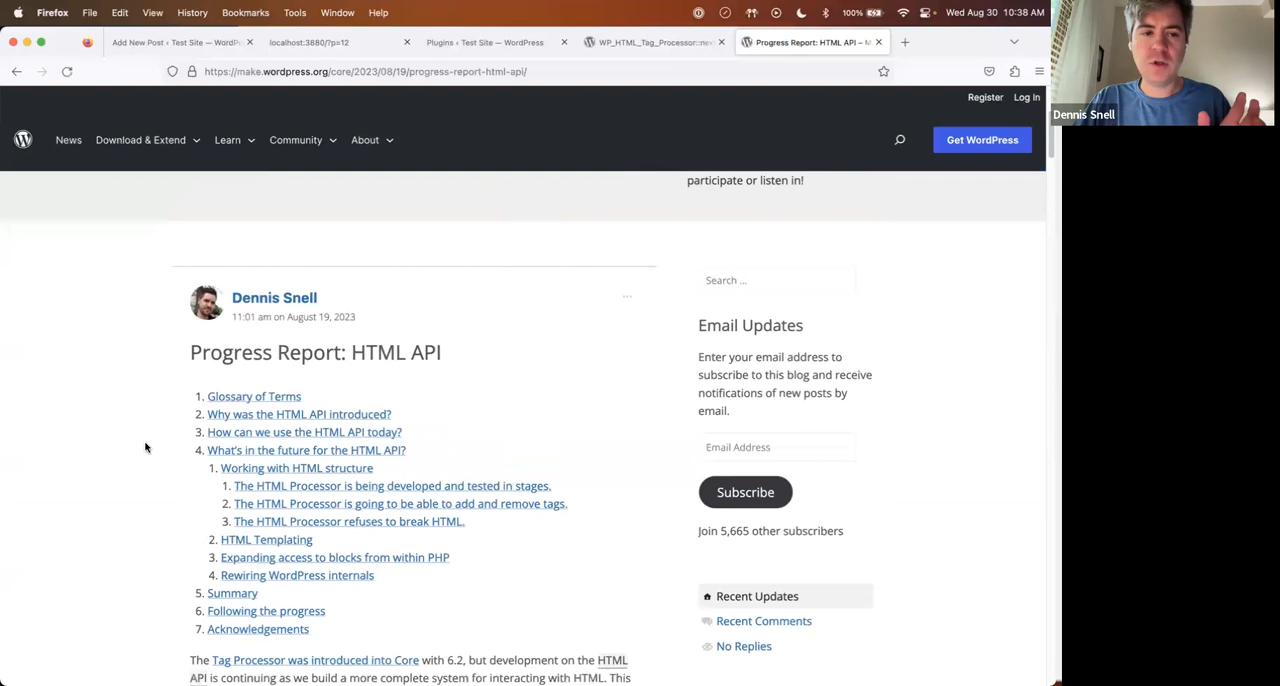 Firefox File Edit View History Bookmarks Tools Window Help 100% Wed Aug 30 10:38 AM
Add New Post ‹ Test Site — WordPr localhost:3880/?p=12 Plugins ‹ Test Site — WordPress WP_HTML_Tag_Processor::ne Progress Report: HTML API – M
https://make.wordpress.org/core/2023/08/19/progress-report-html-api/
Dennis Snell
Register Log In
News Download & Extend Learn Community About Get WordPress
participate or listen in!
Dennis Snell
11:01 am on August 19, 2023
Progress Report: HTML API
1. Glossary of Terms
2. Why was the HTML API introduced?
3. How can we use the HTML API today?
4. What's in the future for the HTML API?
1. Working with HTML structure
1. The HTML Processor is being developed and tested in stages.
2. The HTML Processor is going to be able to add and remove tags.
3. The HTML Processor refuses to break HTML.
2. HTML Templating
3. Expanding access to blocks from within PHP
4. Rewiring WordPress internals
5. Summary
6. Following the progress
7. Acknowledgements
The Tag Processor was introduced into Core with 6.2, but development on the HTML
API is continuing as we build a more complete system for interacting with HTML. This
Search ...
Email Updates
Enter your email address to
subscribe to this blog and receive
notifications of new posts by
email.
Email Address
Subscribe
Join 5,665 other subscribers
Recent Updates
Recent Comments
No Replies